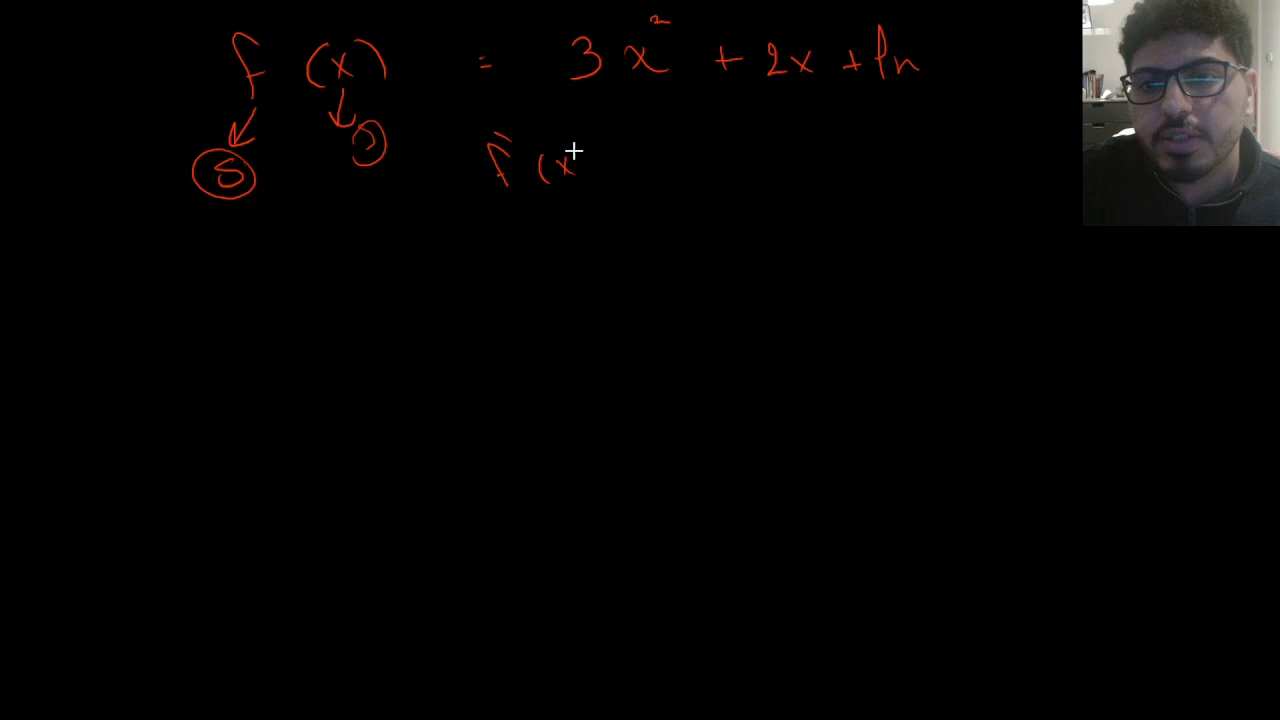 f (x) = 3x² + 2x + ln
f' (x